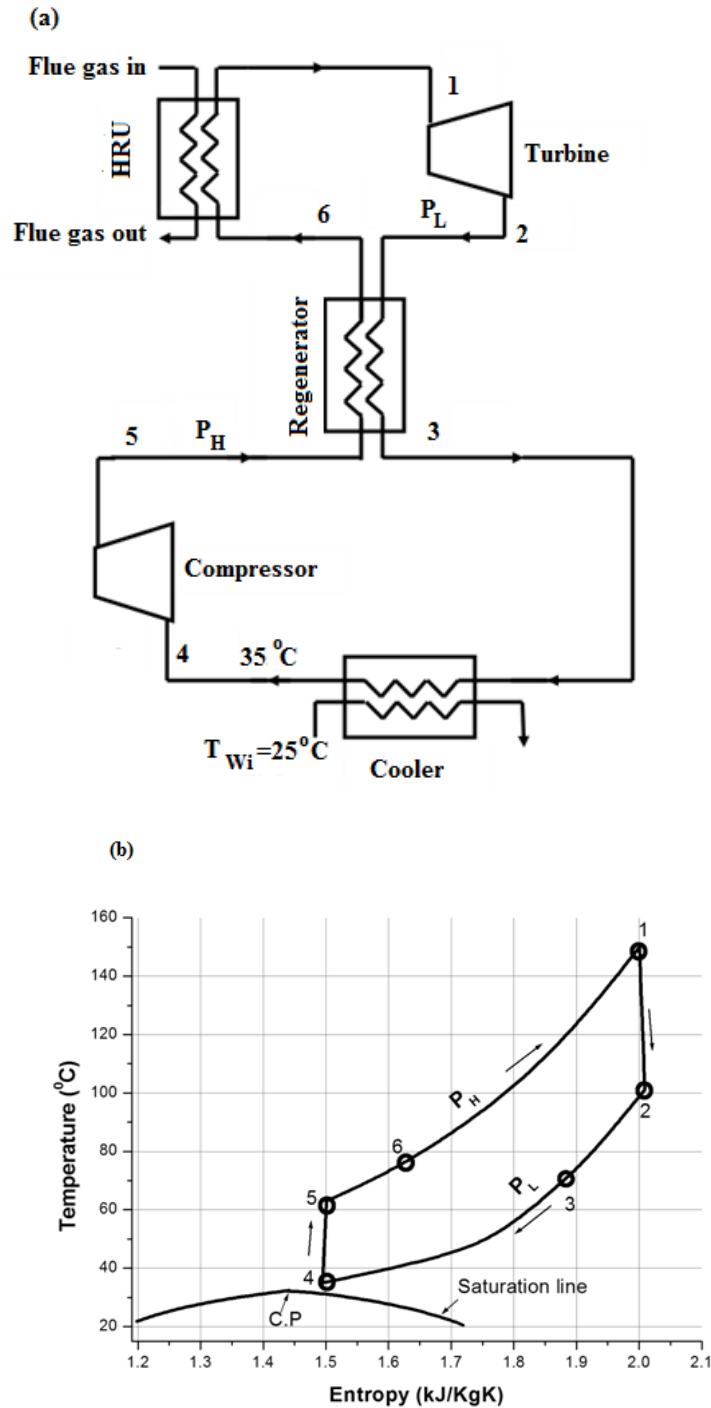 (a)
Flue gas in
1
HRU
Turbine
Flue gas out
6
P_L
2
Regenerator
5
P_H
3
Compressor
4
35 °C
T_Wi=25°C
Cooler
(b)
160
140
120
100
80
60
40
20
Temperature (°C)
1
2
P_H
6
5
P_L
3
4
C.P
Saturation line
1.2 1.3 1.4 1.5 1.6 1.7 1.8 1.9 2.0 2.1
Entropy (kJ/KgK)